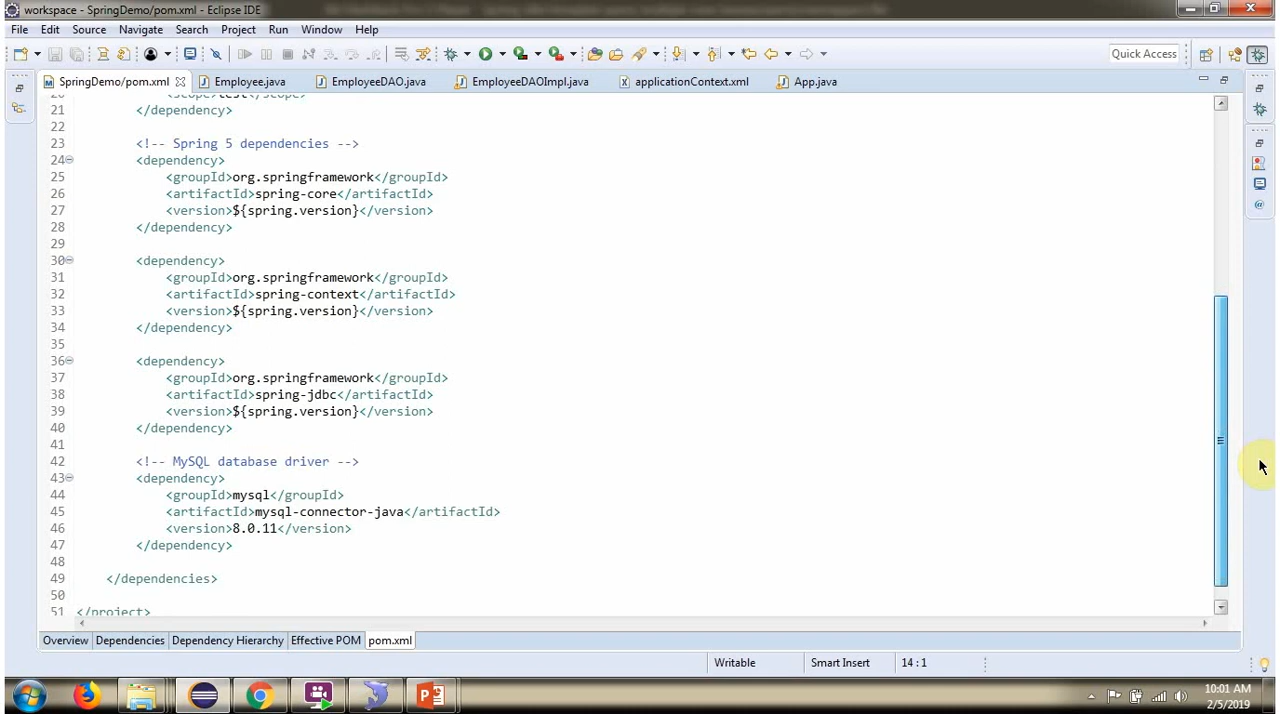 workspace - SpringDemo/pom.xml - Eclipse IDE
File Edit Source Navigate Search Project Run Window Help
Quick Access
SpringDemo/pom.xml Employee.java EmployeeDAO.java EmployeeDAOImpl.java applicationContext.xml App.java
20 <scope>test</scope>
21 </dependency>
22
23 <!-- Spring 5 dependencies -->
24 <dependency>
25 <groupId>org.springframework</groupId>
26 <artifactId>spring-core</artifactId>
27 <version>${spring.version}</version>
28 </dependency>
29
30 <dependency>
31 <groupId>org.springframework</groupId>
32 <artifactId>spring-context</artifactId>
33 <version>${spring.version}</version>
34 </dependency>
35
36 <dependency>
37 <groupId>org.springframework</groupId>
38 <artifactId>spring-jdbc</artifactId>
39 <version>${spring.version}</version>
40 </dependency>
41
42 <!-- MySQL database driver -->
43 <dependency>
44 <groupId>mysql</groupId>
45 <artifactId>mysql-connector-java</artifactId>
46 <version>8.0.11</version>
47 </dependency>
48
49 </dependencies>
50
51 </project>
Overview Dependencies Dependency Hierarchy Effective POM pom.xml
Writable Smart Insert 14 : 1
10:01 AM
2/5/2019